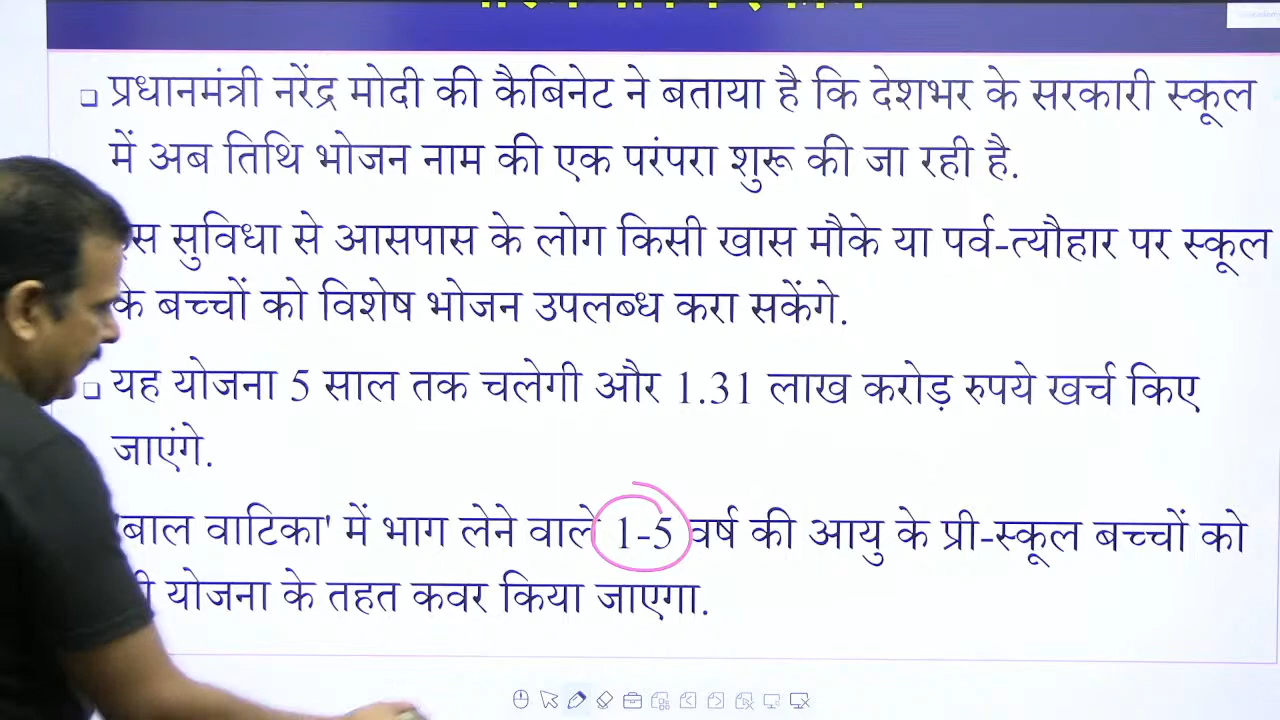 प्रधानमंत्री नरेंद्र मोदी की कैबिनेट ने बताया है कि देशभर के सरकारी स्कूल
में अब तिथि भोजन नाम की एक परंपरा शुरू की जा रही है.
सुविधा से आसपास के लोग किसी खास मौके या पर्व-त्यौहार पर स्कूल
के बच्चों को विशेष भोजन उपलब्ध करा सकेंगे.
यह योजना 5 साल तक चलेगी और 1.31 लाख करोड़ रुपये खर्च किए
जाएंगे.
'बाल वाटिका' में भाग लेने वाले 1-5 वर्ष की आयु के प्री-स्कूल बच्चों को
योजना के तहत कवर किया जाएगा.